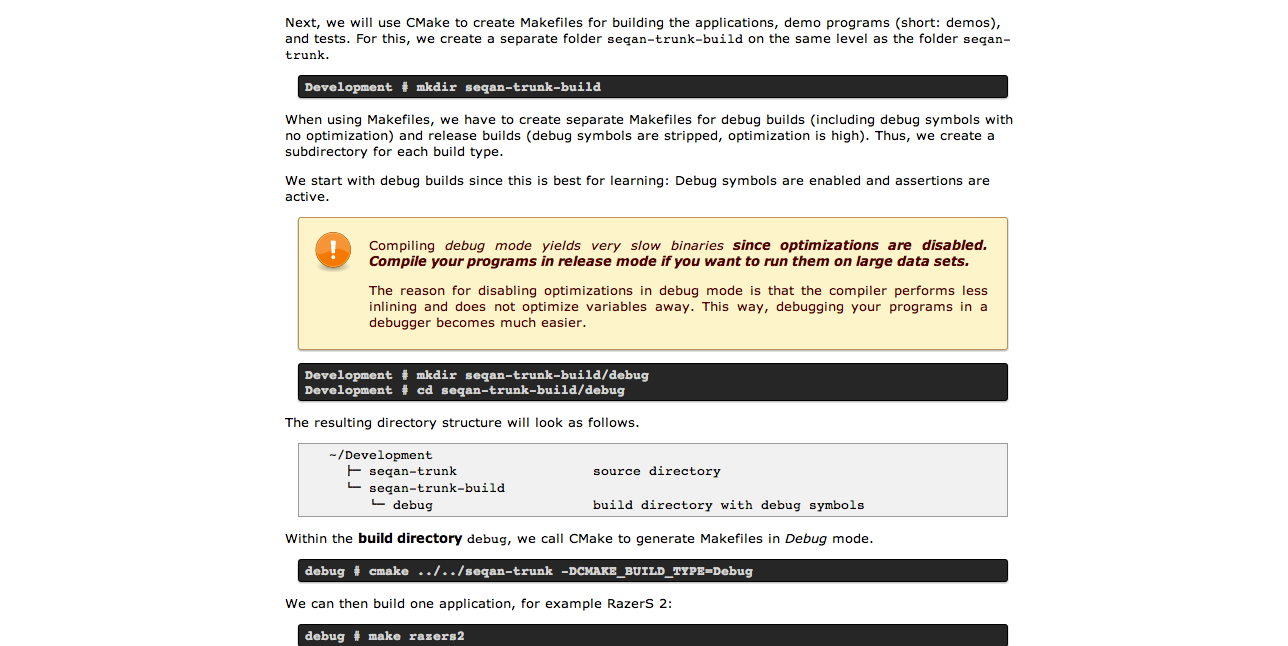 Next, we will use CMake to create Makefiles for building the applications, demo programs (short: demos),
and tests. For this, we create a separate folder seqan-trunk-build on the same level as the folder seqan-
trunk.
Development # mkdir seqan-trunk-build
When using Makefiles, we have to create separate Makefiles for debug builds (including debug symbols with
no optimization) and release builds (debug symbols are stripped, optimization is high). Thus, we create a
subdirectory for each build type.
We start with debug builds since this is best for learning: Debug symbols are enabled and assertions are
active.
Compiling debug mode yields very slow binaries since optimizations are disabled.
Compile your programs in release mode if you want to run them on large data sets.
The reason for disabling optimizations in debug mode is that the compiler performs less
inlining and does not optimize variables away. This way, debugging your programs in a
debugger becomes much easier.
Development # mkdir seqan-trunk-build/debug
Development # cd seqan-trunk-build/debug
The resulting directory structure will look as follows.
~/Development
├─ seqan-trunk source directory
└─ seqan-trunk-build
└─ debug build directory with debug symbols
Within the build directory debug, we call CMake to generate Makefiles in Debug mode.
debug # cmake ../../seqan-trunk -DCMAKE_BUILD_TYPE=Debug
We can then build one application, for example RazerS 2:
debug # make razers2